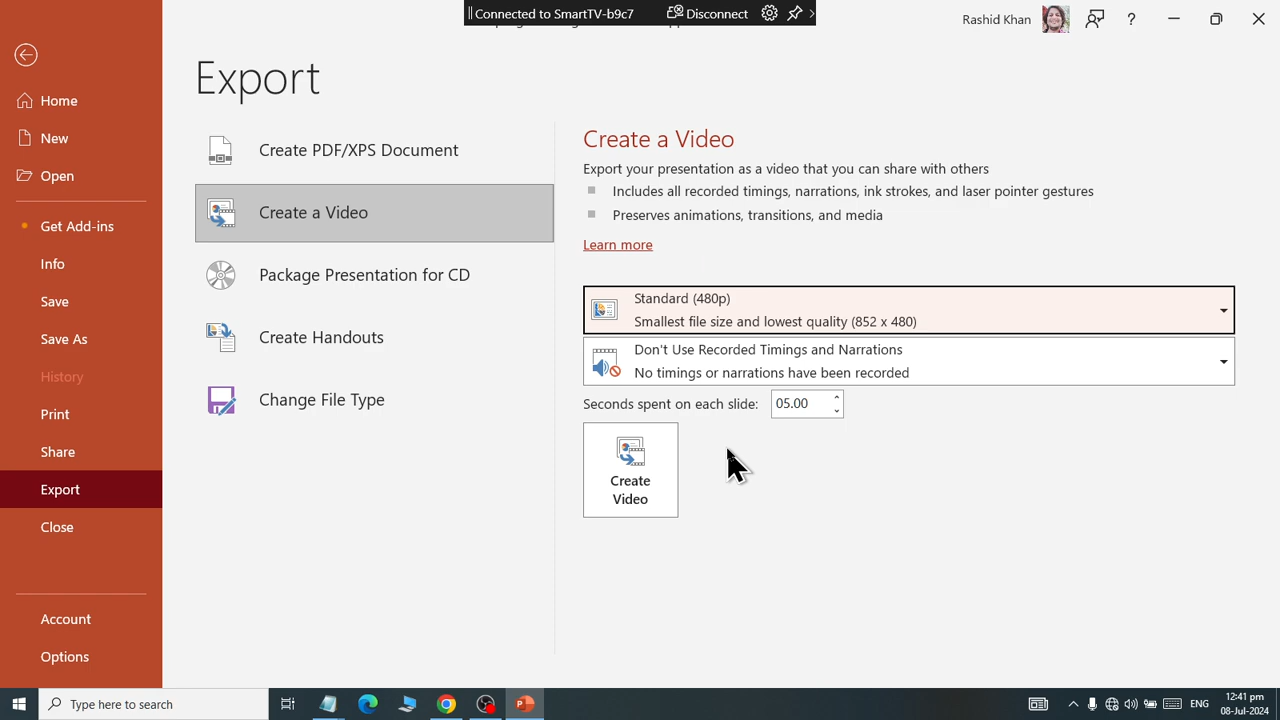 Connected to SmartTV-b9c7
Disconnect
Rashid Khan
?
Home
New
Open
Get Add-ins
Info
Save
Save As
History
Print
Share
Export
Close
Account
Options
Export
Create PDF/XPS Document
Create a Video
Package Presentation for CD
Create Handouts
Change File Type
Create a Video
Export your presentation as a video that you can share with others
Includes all recorded timings, narrations, ink strokes, and laser pointer gestures
Preserves animations, transitions, and media
Learn more
Standard (480p)
Smallest file size and lowest quality (852 x 480)
Don't Use Recorded Timings and Narrations
No timings or narrations have been recorded
Seconds spent on each slide: 05.00
Create
Video
Type here to search
ENG
12:41 pm
08-Jul-2024